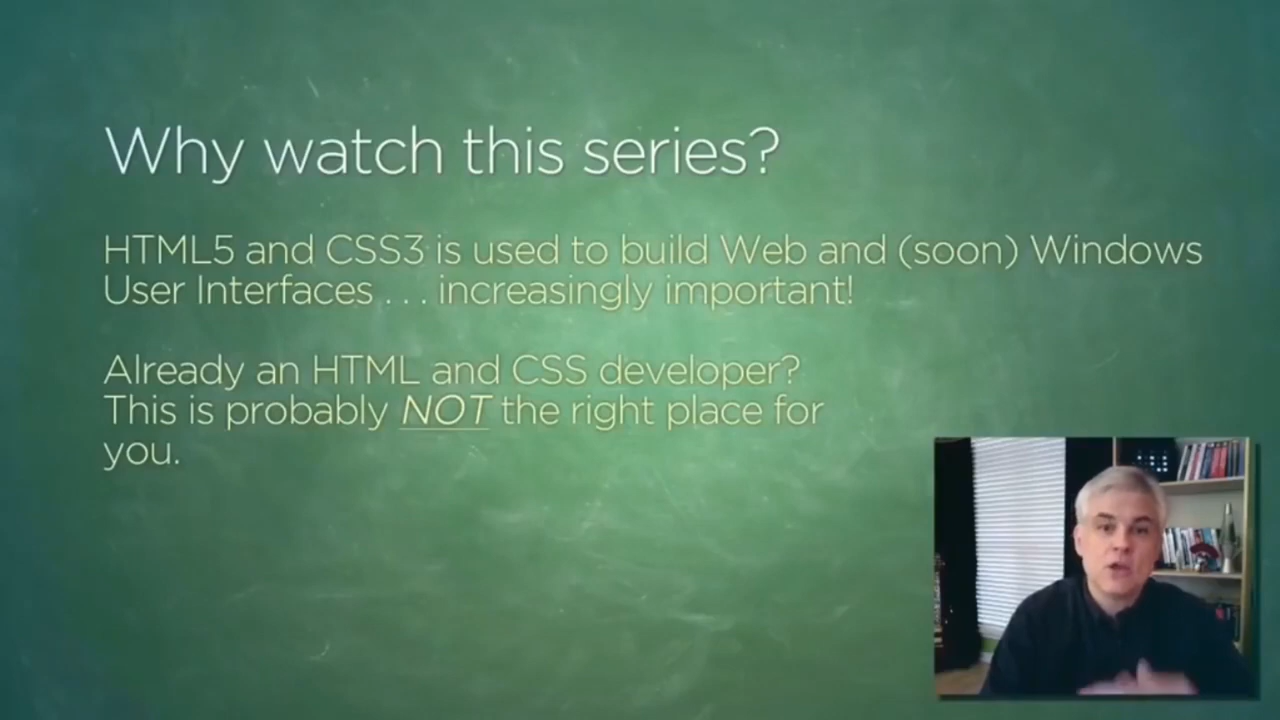 Why watch this series?
HTML5 and CSS3 is used to build Web and (soon) Windows
User Interfaces . . . increasingly important!
Already an HTML and CSS developer?
This is probably NOT the right place for
you.